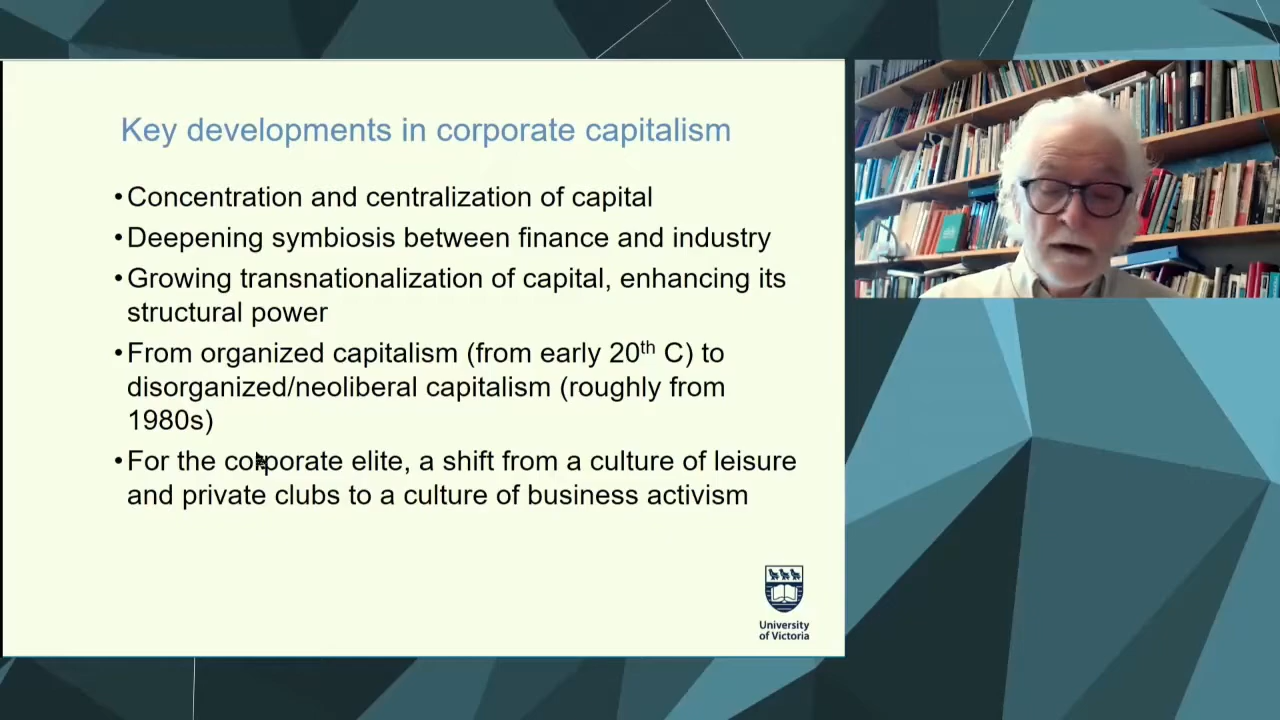 Key developments in corporate capitalism
•Concentration and centralization of capital
•Deepening symbiosis between finance and industry
•Growing transnationalization of capital, enhancing its
structural power
•From organized capitalism (from early 20th C) to
disorganized/neoliberal capitalism (roughly from
1980s)
•For the corporate elite, a shift from a culture of leisure
and private clubs to a culture of business activism
University
of Victoria